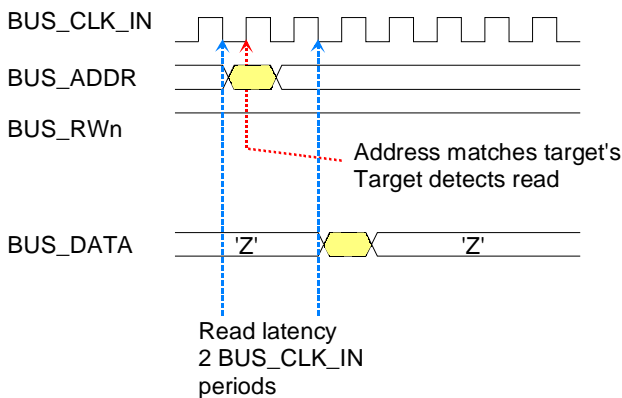 BUS_CLK_IN
BUS_ADDR
BUS_RWn
Address matches target's
Target detects read
BUS_DATA
'Z'
'Z'
Read latency
2 BUS_CLK_IN
periods